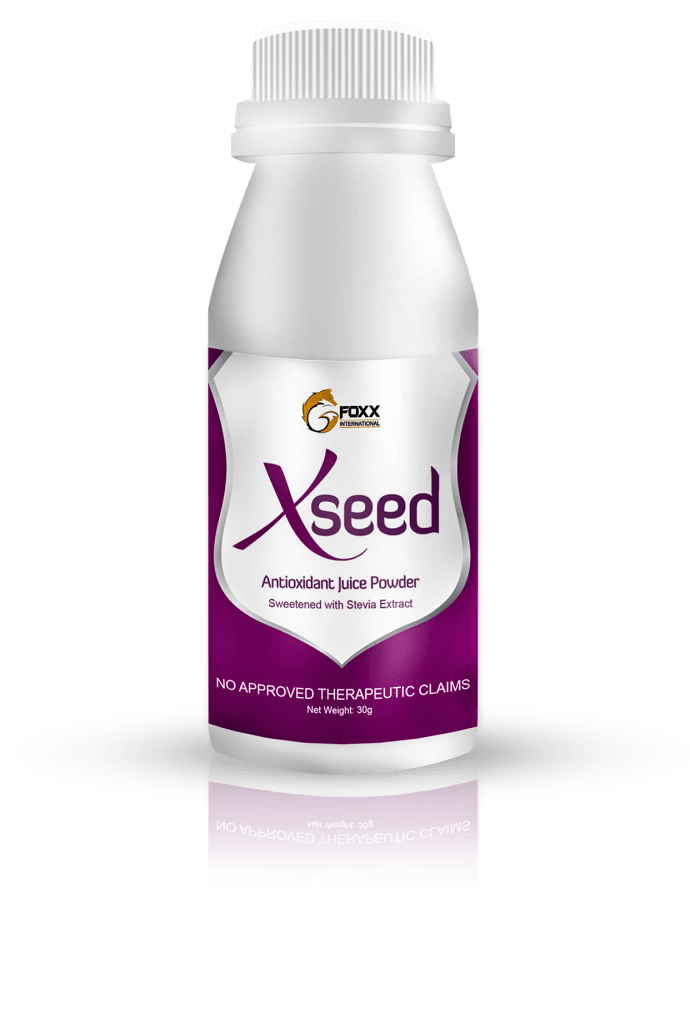 FOXX
INTERNATIONAL
Xseed
Antioxidant Juice Powder
Sweetened with Stevia Extract
NO APPROVED THERAPEUTIC CLAIMS
Net Weight: 30g